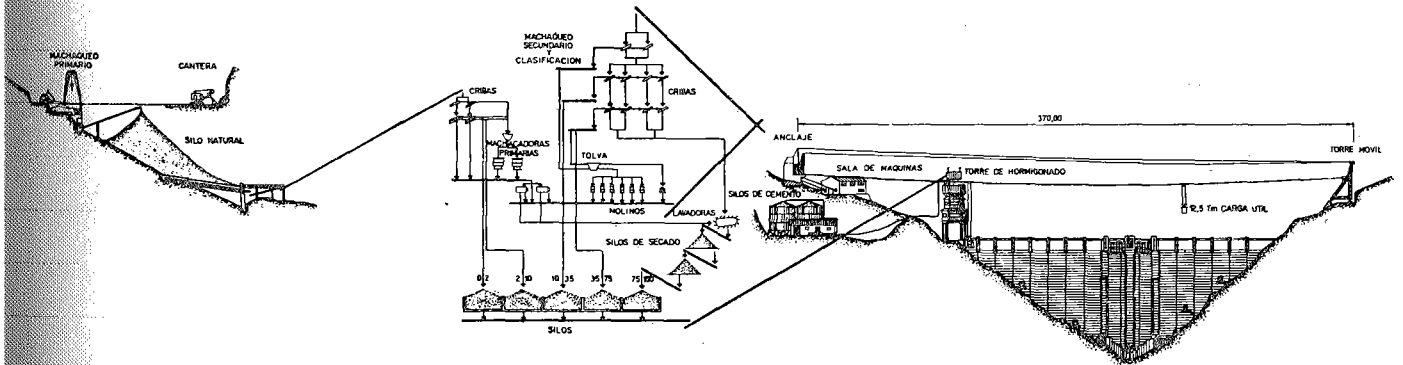 MACHAQUEO
PRIMARIO
CANTERA
SILO NATURAL
CRIBAS
MACHACADORAS
PRIMARIAS
MACHAQUEO
SECUNDARIO
Y
CLASIFICACION
CRIBAS
TOLVA
MOLINOS
LAVADORAS
SILOS DE SECADO
0 2
2 10
10 35
35 75
75 100
SILOS
370,00
ANCLAJE
TORRE MOVIL
SALA DE MAQUINAS
TORRE DE HORMIGONADO
SILOS DE CEMENTO
12,5 Tm CARGA UTIL